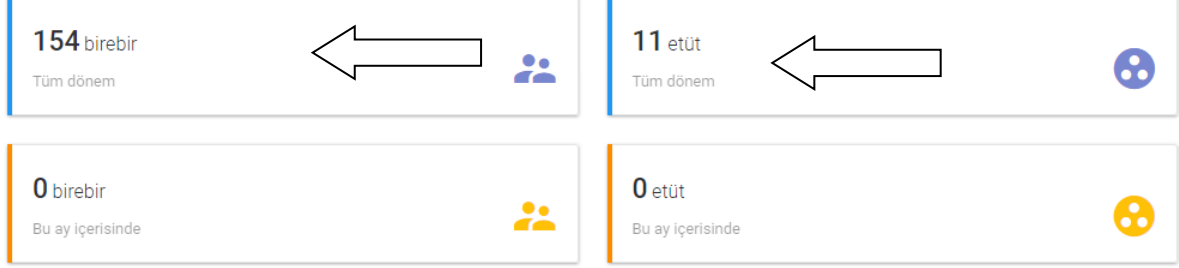 154 birebir
Tüm dönem
11 etüt
Tüm dönem
0 birebir
Bu ay içerisinde
0 etüt
Bu ay içerisinde